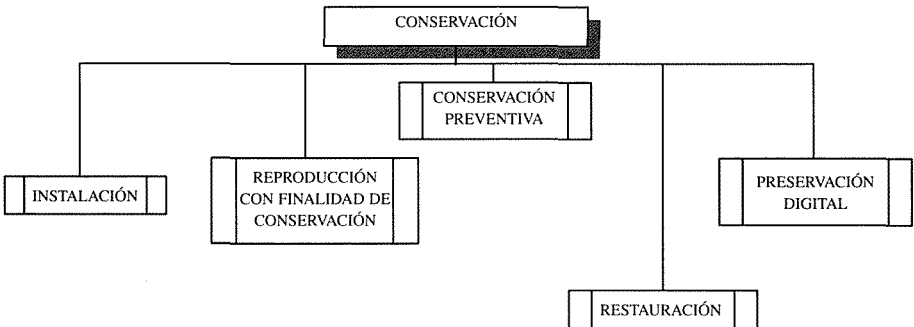 CONSERVACIÓN
CONSERVACIÓN
PREVENTIVA
INSTALACIÓN
REPRODUCCIÓN
CON FINALIDAD DE
CONSERVACIÓN
PRESERVACIÓN
DIGITAL
RESTAURACIÓN